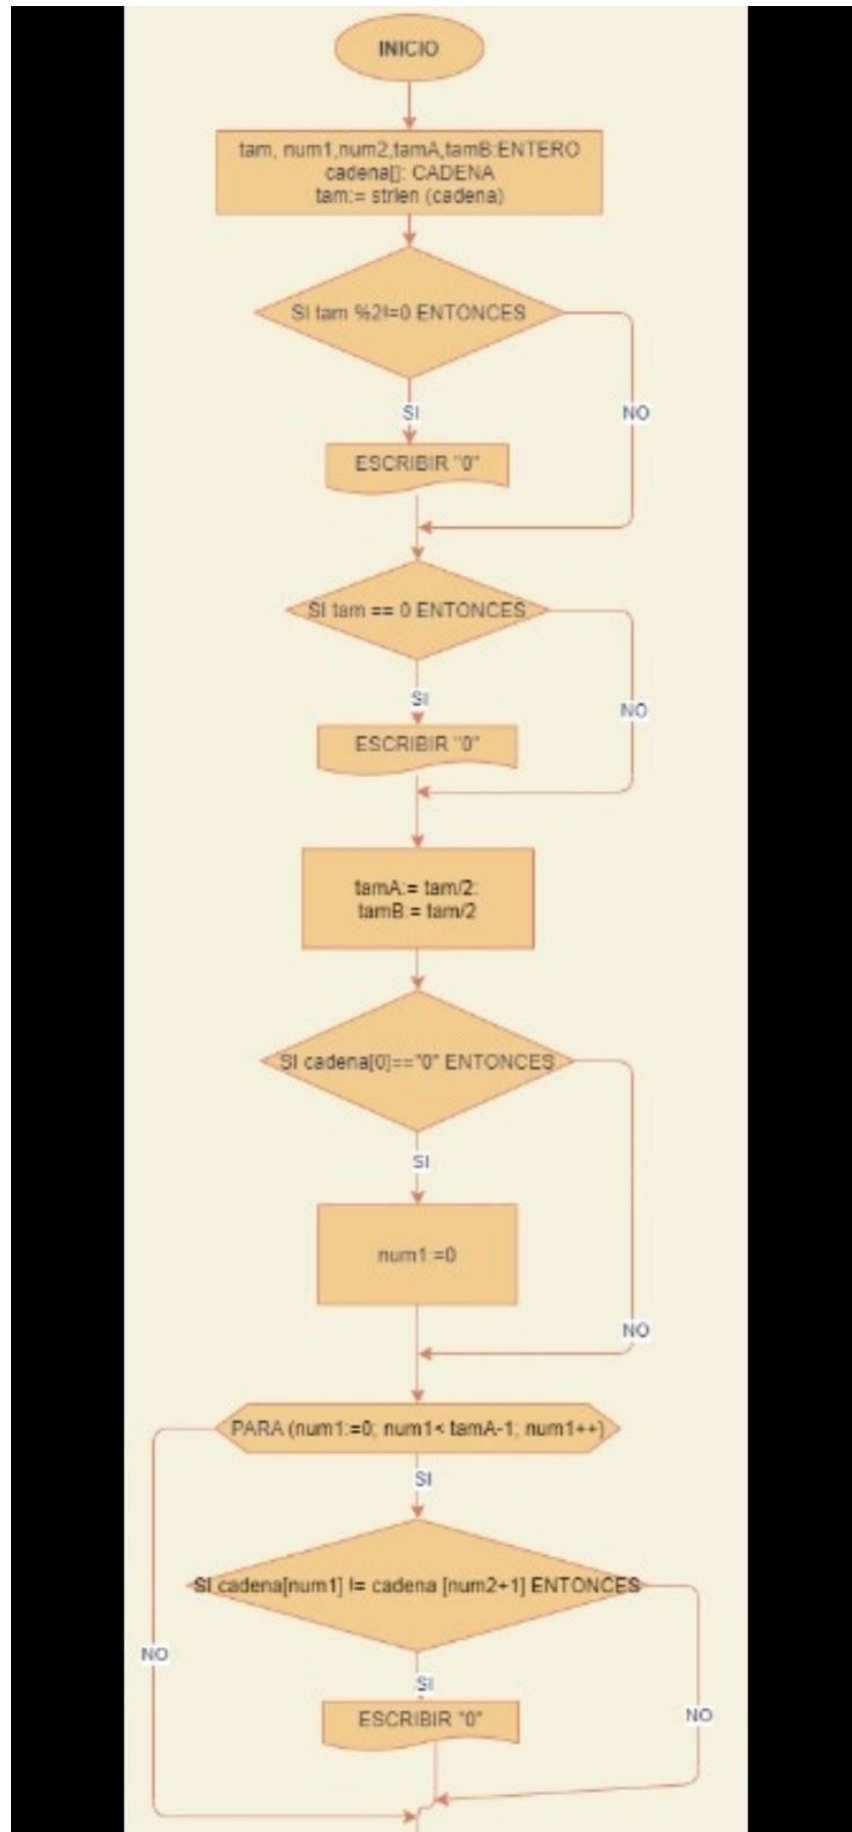 INICIO
tam, num1,num2,tamA,tamB:ENTERO
cadena[]: CADENA
tam:= strlen (cadena)
SI tam %2!=0 ENTONCES
SI
NO
ESCRIBIR "0"
SI tam == 0 ENTONCES
SI
NO
ESCRIBIR "0"
tamA:= tam/2:
tamB:= tam/2
SI cadena[0]=="0" ENTONCES
SI
num1:=0
NO
PARA (num1:=0; num1< tamA-1; num1++)
SI
SI cadena[num1] != cadena [num2+1] ENTONCES
NO
SI
ESCRIBIR "0"
NO